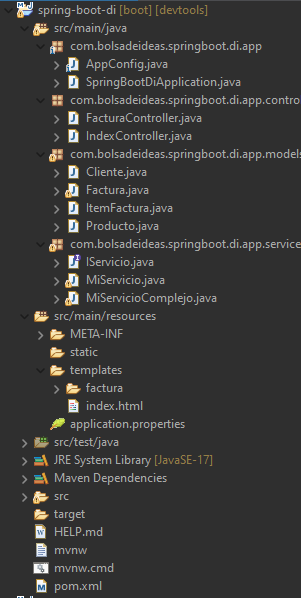 spring-boot-di [boot] [devtools]
src/main/java
com.bolsadeideas.springboot.di.app
AppConfig.java
SpringBootDiApplication.java
com.bolsadeideas.springboot.di.app.contro
FacturaController.java
IndexController.java
com.bolsadeideas.springboot.di.app.models
Cliente.java
Factura.java
ItemFactura.java
Producto.java
com.bolsadeideas.springboot.di.app.service
IServicio.java
MiServicio.java
MiServicioComplejo.java
src/main/resources
META-INF
static
templates
factura
index.html
application.properties
src/test/java
JRE System Library [JavaSE-17]
Maven Dependencies
src
target
HELP.md
mvnw
mvnw.cmd
pom.xml